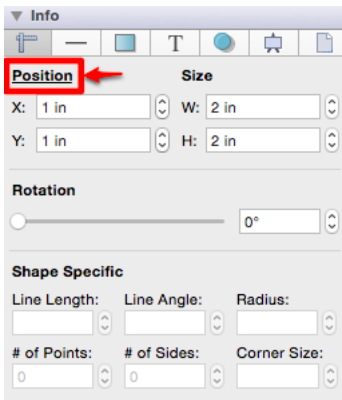 Info
T
Position Size
X: 1 in W: 2 in
Y: 1 in H: 2 in
Rotation
0°
Shape Specific
Line Length: Line Angle: Radius:
# of Points: # of Sides: Corner Size:
0 0